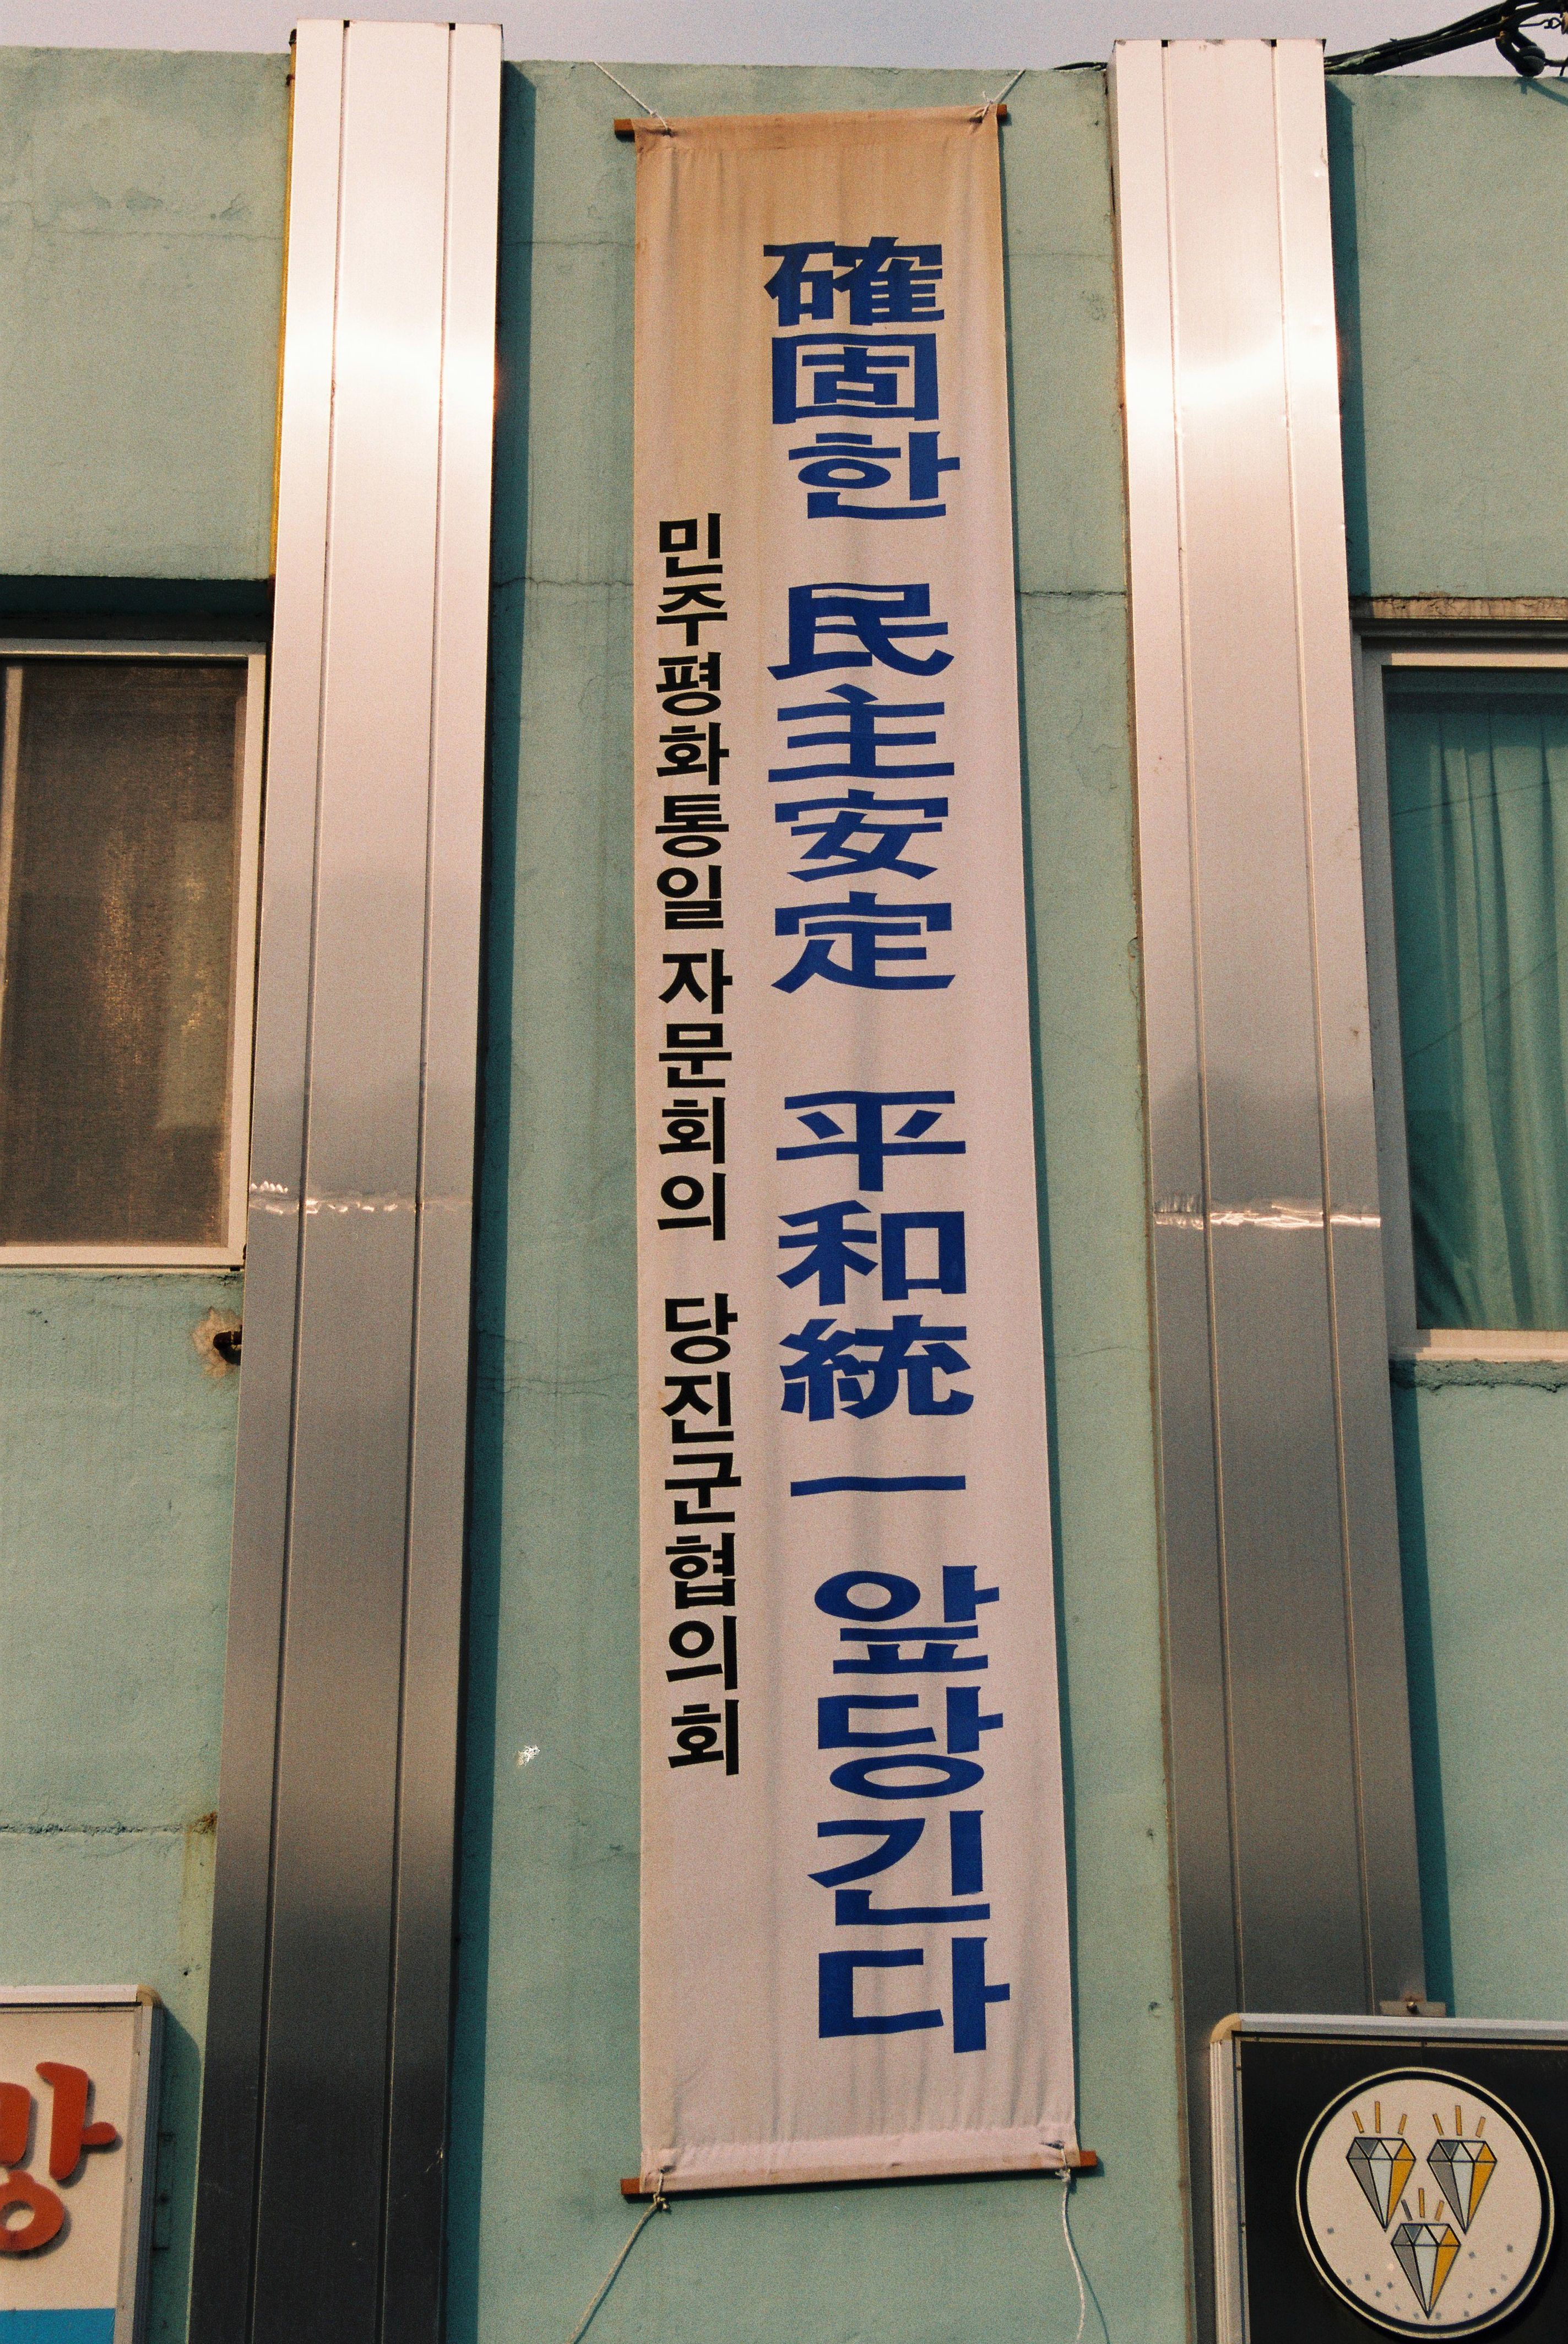 確固한 民主安定 平和統一 앞당긴다
민주평화통일 자문회의 당진군협의회